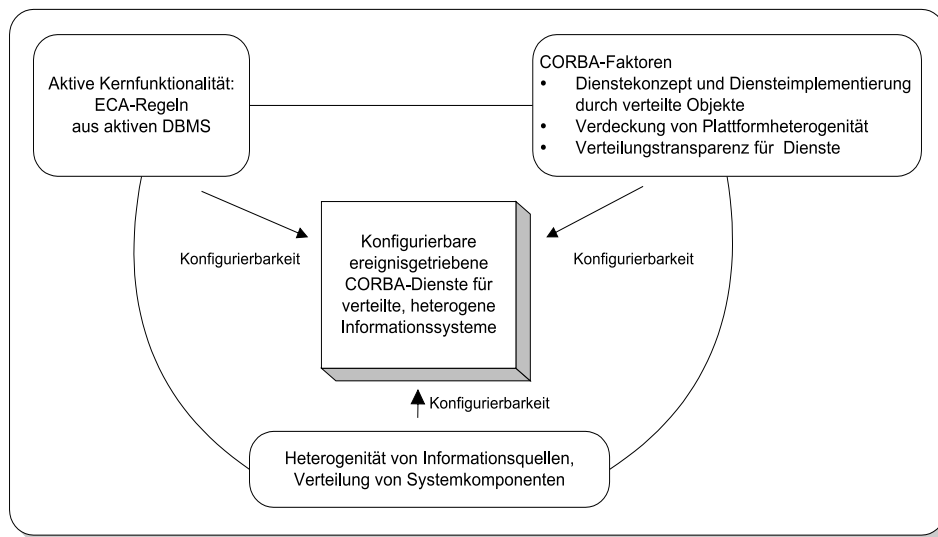 Aktive Kernfunktionalität:
ECA-Regeln
aus aktiven DBMS
CORBA-Faktoren
• Dienstekonzept und Diensteimplementierung
durch verteilte Objekte
• Verdeckung von Plattformheterogenität
• Verteilungstransparenz für Dienste
Konfigurierbarkeit
Konfigurierbare
ereignisgetriebene
CORBA-Dienste für
verteilte, heterogene
Informationssysteme
Konfigurierbarkeit
Konfigurierbarkeit
Heterogenität von Informationsquellen,
Verteilung von Systemkomponenten